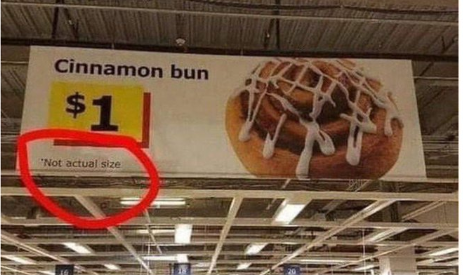 Cinnamon bun
$1
*Not actual size